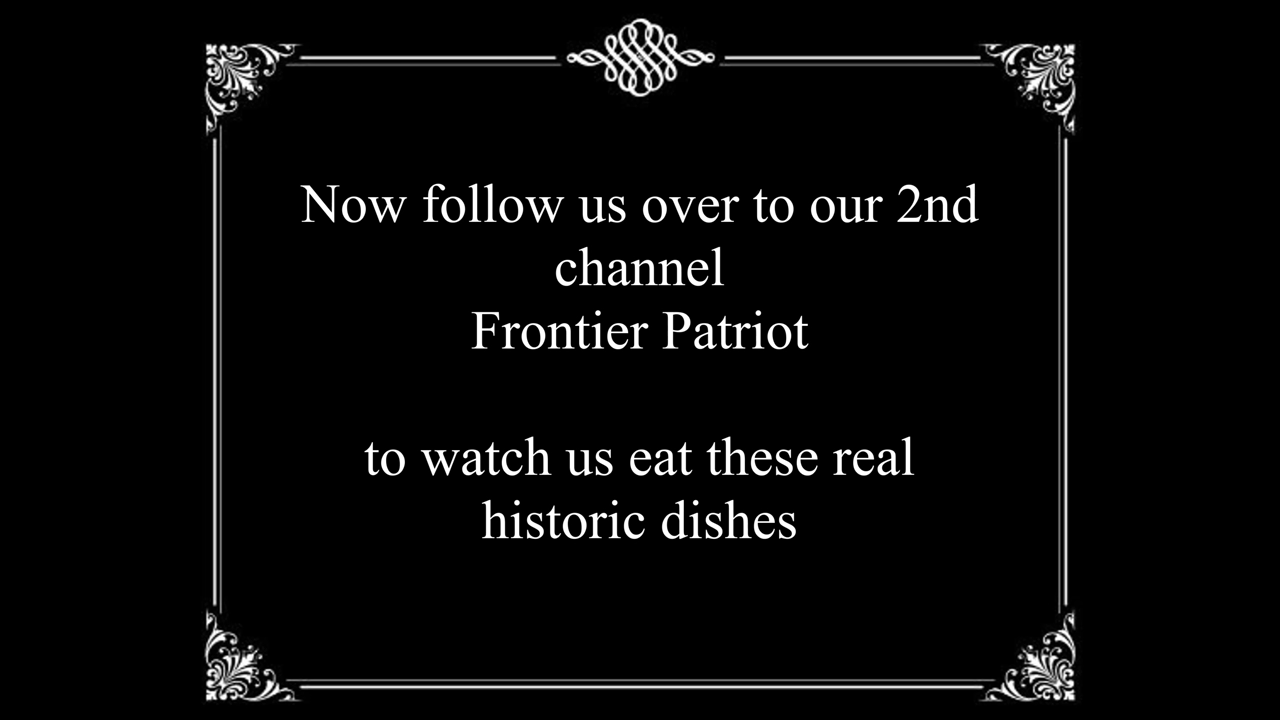 Now follow us over to our 2nd
channel
Frontier Patriot
to watch us eat these real
historic dishes